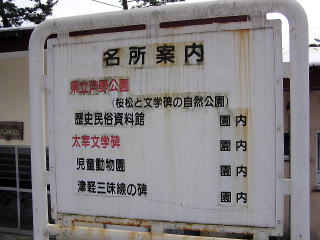 名所案内
県立芦野公園
(桜松と文学碑の自然公園)
歴史民俗資料館 園内
太宰文学碑 園内
児童動物園 園内
津軽三味線の碑 園内